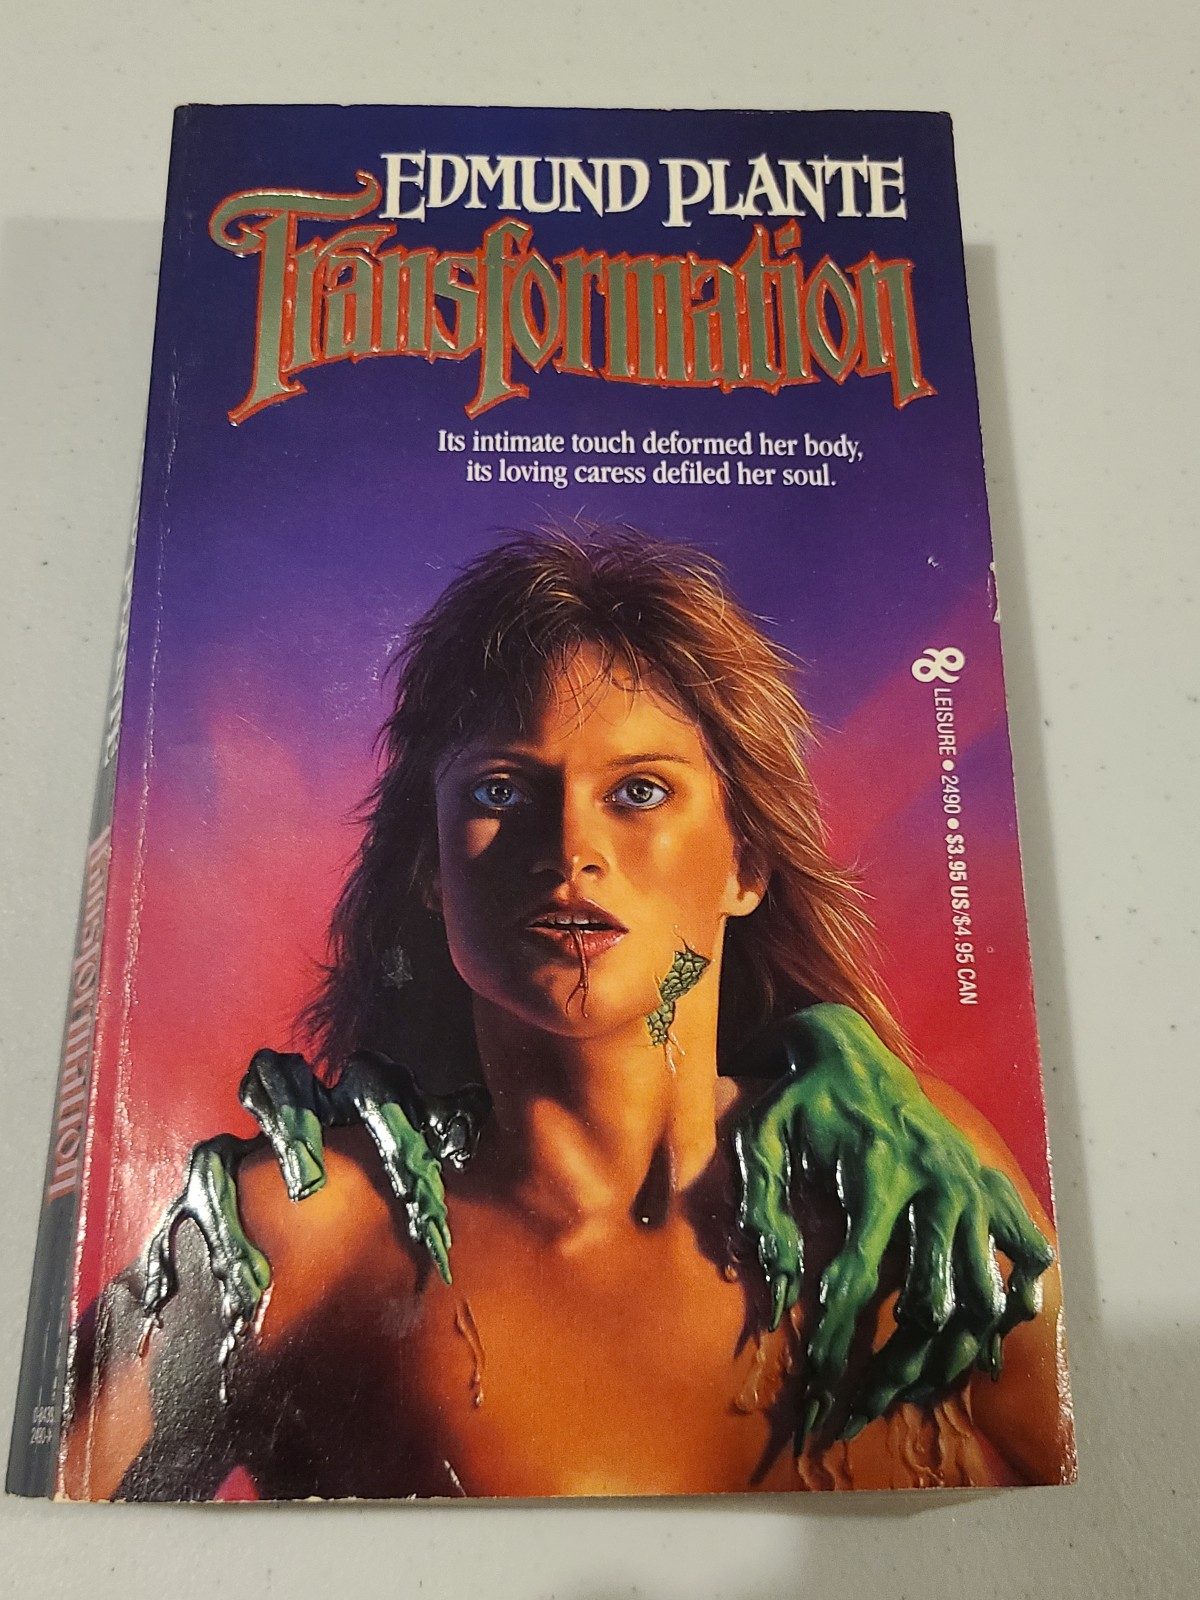 EDMUND PLANTE
Transformation
Its intimate touch deformed her body,
its loving caress defiled her soul.
LEISURE • 2490 • $3.95 US/$4.95 CAN
Transformation